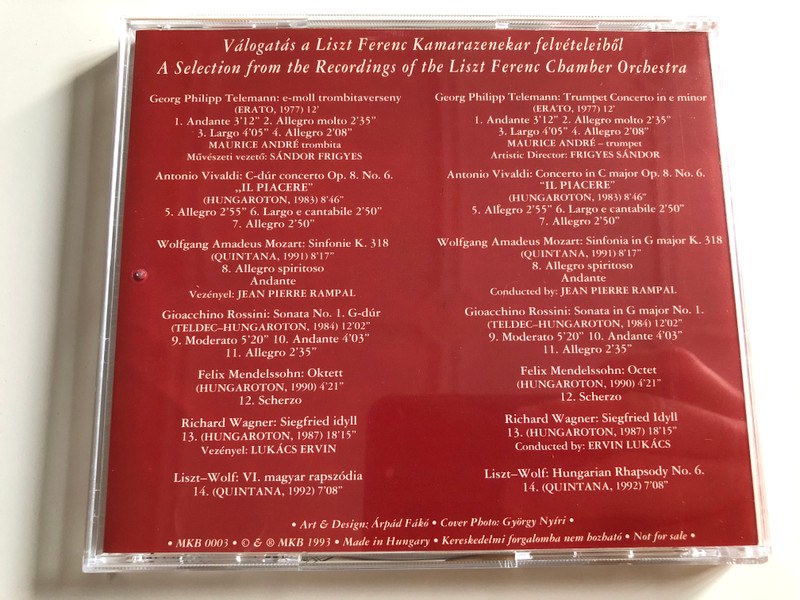 Válogatás a Liszt Ferenc Kamarazenekar felvételeiből
A Selection from the Recordings of the Liszt Ferenc Chamber Orchestra
Georg Philipp Telemann: e-moll trombitaverseny
(ERATO, 1977) 12'
1. Andante 3'12" 2. Allegro molto 2'35"
3. Largo 4'05" 4. Allegro 2'08"
MAURICE ANDRÉ trombita
Művészeti vezető: SÁNDOR FRIGYES
Antonio Vivaldi: C-dúr concerto Op. 8. No. 6.
„IL PIACERE"
(HUNGAROTON, 1983) 8'46"
5. Allegro 2'55" 6. Largo e cantabile 2'50"
7. Allegro 2'50"
Wolfgang Amadeus Mozart: Sinfonie K. 318
(QUINTANA, 1991) 8'17"
8. Allegro spiritoso
Andante
Vezényel: JEAN PIERRE RAMPAL
Gioacchino Rossini: Sonata No. 1. G-dúr
(TELDEC–HUNGAROTON, 1984) 12'02"
9. Moderato 5'20" 10. Andante 4'03"
11. Allegro 2'35"
Felix Mendelssohn: Oktett
(HUNGAROTON, 1990) 4'21"
12. Scherzo
Richard Wagner: Siegfried idyll
13. (HUNGAROTON, 1987) 18'15"
Vezényel: LUKÁCS ERVIN
Liszt–Wolf: VI. magyar rapszódia
14. (QUINTANA, 1992) 7'08"
Georg Philipp Telemann: Trumpet Concerto in e minor
(ERATO, 1977) 12'
1. Andante 3'12" 2. Allegro molto 2'35"
3. Largo 4'05" 4. Allegro 2'08"
MAURICE ANDRÉ – trumpet
Artistic Director: FRIGYES SÁNDOR
Antonio Vivaldi: Concerto in C major Op. 8. No. 6.
"IL PIACERE"
(HUNGAROTON, 1983) 8'46"
5. Allegro 2'55" 6. Largo e cantabile 2'50"
7. Allegro 2'50"
Wolfgang Amadeus Mozart: Sinfonia in G major K. 318
(QUINTANA, 1991) 8'17"
8. Allegro spiritoso
Andante
Conducted by: JEAN PIERRE RAMPAL
Gioacchino Rossini: Sonata in G major No. 1.
(TELDEC–HUNGAROTON, 1984) 12'02"
9. Moderato 5'20" 10. Andante 4'03"
11. Allegro 2'35"
Felix Mendelssohn: Octet
(HUNGAROTON, 1990) 4'21"
12. Scherzo
Richard Wagner: Siegfried Idyll
13. (HUNGAROTON, 1987) 18'15"
Conducted by: ERVIN LUKÁCS
Liszt–Wolf: Hungarian Rhapsody No. 6.
14. (QUINTANA, 1992) 7'08"
• Art & Design; Árpád Fákó • Cover Photo: György Nyíri •
• MKB 0003 • © & ® MKB 1993 • Made in Hungary • Kereskedelmi forgalomba nem hozható • Not for sale •